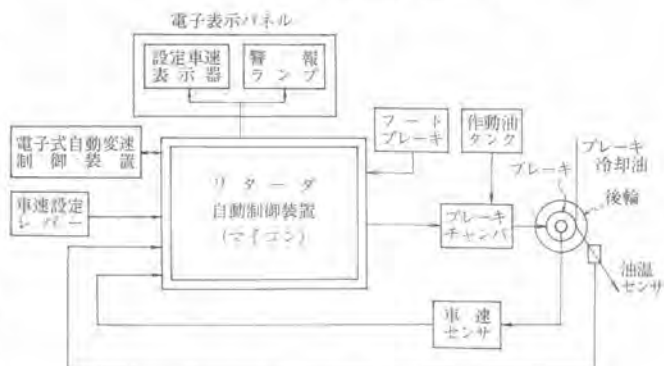 電子表示パネル
設定車速
表示器
警報
ランプ
電子式自動変速
制御装置
車速設定
レバー
リターダ
自動制御装置
(マイコン)
フート
ブレーキ
作動油
タンク
ブレーキ
チャンバ
ブレーキ
ブレーキ
冷却油
後輪
油温
センサ
車速
センサ